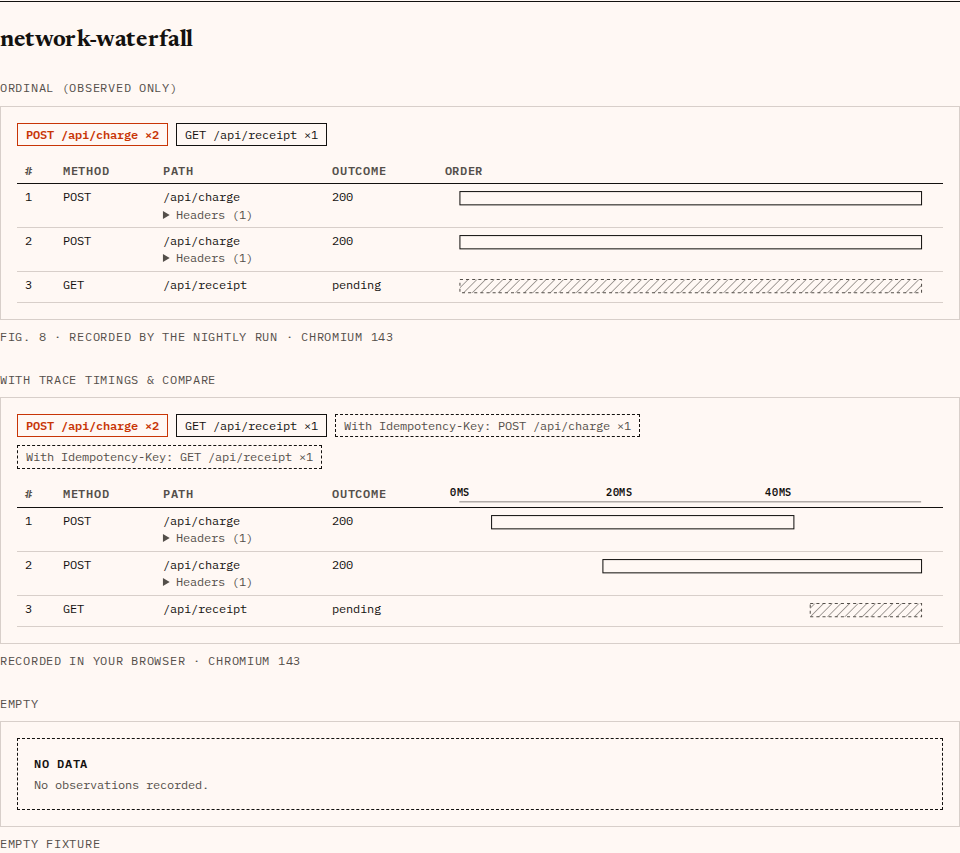 network-waterfall
ORDINAL (OBSERVED ONLY)
POST /api/charge ×2 GET /api/receipt ×1
# METHOD PATH OUTCOME ORDER
1 POST /api/charge 200
▶ Headers (1)
2 POST /api/charge 200
▶ Headers (1)
3 GET /api/receipt pending
FIG. 8 · RECORDED BY THE NIGHTLY RUN · CHROMIUM 143
WITH TRACE TIMINGS & COMPARE
POST /api/charge ×2 GET /api/receipt ×1 With Idempotency-Key: POST /api/charge ×1
With Idempotency-Key: GET /api/receipt ×1
# METHOD PATH OUTCOME 0MS 20MS 40MS
1 POST /api/charge 200
▶ Headers (1)
2 POST /api/charge 200
▶ Headers (1)
3 GET /api/receipt pending
RECORDED IN YOUR BROWSER · CHROMIUM 143
EMPTY
NO DATA
No observations recorded.
EMPTY FIXTURE